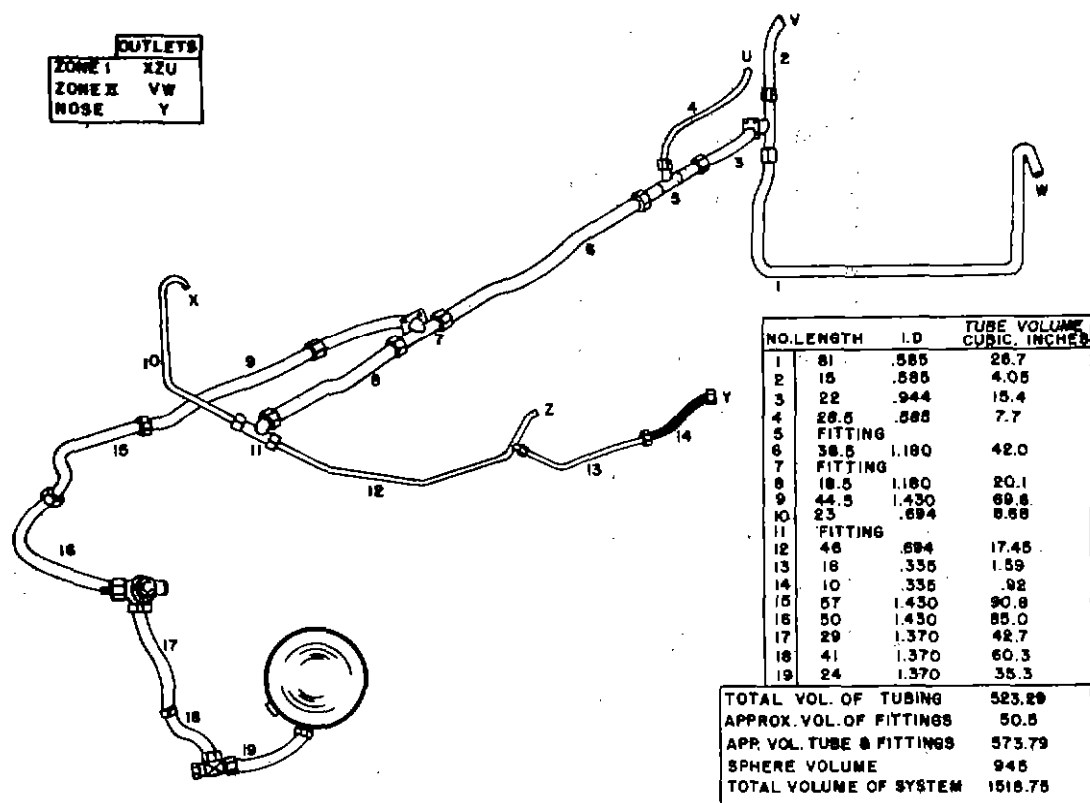 OUTLETS
ZONE I XZU
ZONE II VW
NOSE Y
V
U
2
4
3
5
W
6
1
X
7
10
9
8
Z
Y
11
14
15
13
12
16
17
18
19
NO. LENGTH I.D TUBE VOLUME CUBIC. INCHES
1 81 .585 26.7
2 15 .585 4.05
3 22 .944 15.4
4 28.5 .585 7.7
5 FITTING
6 38.5 1.180 42.0
7 FITTING
8 18.5 1.180 20.1
9 44.5 1.430 69.6
10 23 .694 8.68
11 FITTING
12 46 .694 17.45
13 18 .335 1.59
14 10 .335 .92
15 57 1.430 90.8
16 50 1.430 85.0
17 29 1.370 42.7
18 41 1.370 60.3
19 24 1.370 35.3
TOTAL VOL. OF TUBING 523.29
APPROX. VOL. OF FITTINGS 50.5
APP. VOL. TUBE & FITTINGS 573.79
SPHERE VOLUME 945
TOTAL VOLUME OF SYSTEM 1518.75